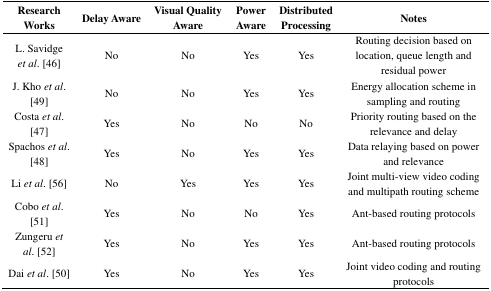 Research Works Delay Aware Visual Quality Aware Power Aware Distributed Processing Notes
L. Savidge et al. [46] No No Yes Yes Routing decision based on location, queue length and residual power
J. Kho et al. [49] No No Yes Yes Energy allocation scheme in sampling and routing
Costa et al. [47] Yes No No No Priority routing based on the relevance and delay
Spachos et al. [48] Yes No Yes Yes Data relaying based on power and relevance
Li et al. [56] No Yes Yes Yes Joint multi-view video coding and multipath routing scheme
Cobo et al. [51] Yes No No Yes Ant-based routing protocols
Zungeru et al. [52] Yes No Yes Yes Ant-based routing protocols
Dai et al. [50] Yes No Yes Yes Joint video coding and routing protocols